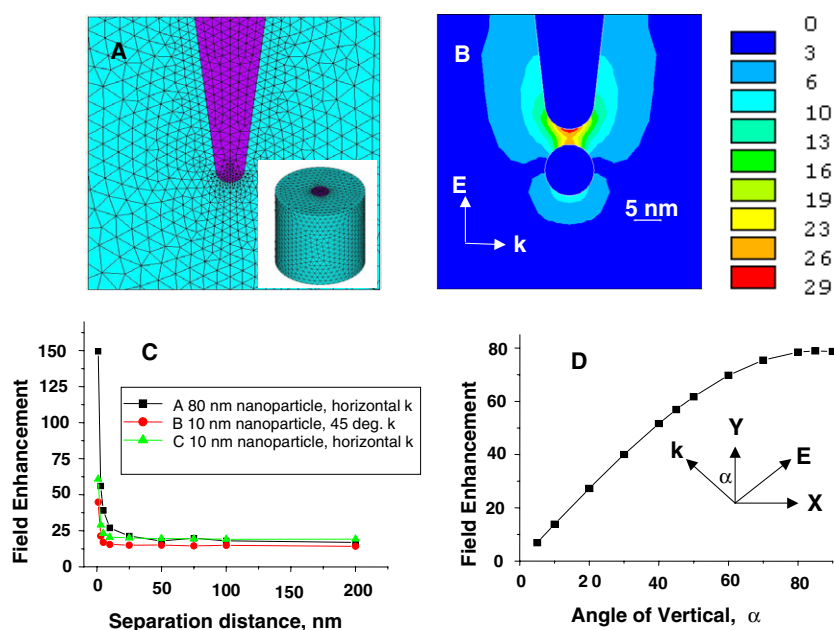 A
B
E
k
5 nm
0
3
6
10
13
16
19
23
26
29
C
Field Enhancement
150
125
100
75
50
25
0
A 80 nm nanoparticle, horizontal k
B 10 nm nanoparticle, 45 deg. k
C 10 nm nanoparticle, horizontal k
0 50 100 150 200
Separation distance, nm
D
Field Enhancement
80
60
40
20
0
k
Y
E
α
X
0 20 40 60 80
Angle of Vertical, α